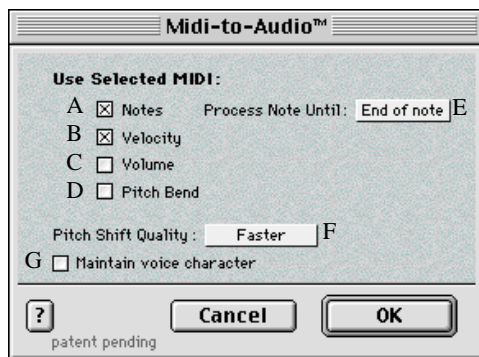 Midi-to-Audio™
Use Selected MIDI:
A Notes Process Note Until: End of note E
B Velocity
C Volume
D Pitch Bend
Pitch Shift Quality: Faster F
G Maintain voice character
? Cancel OK
patent pending